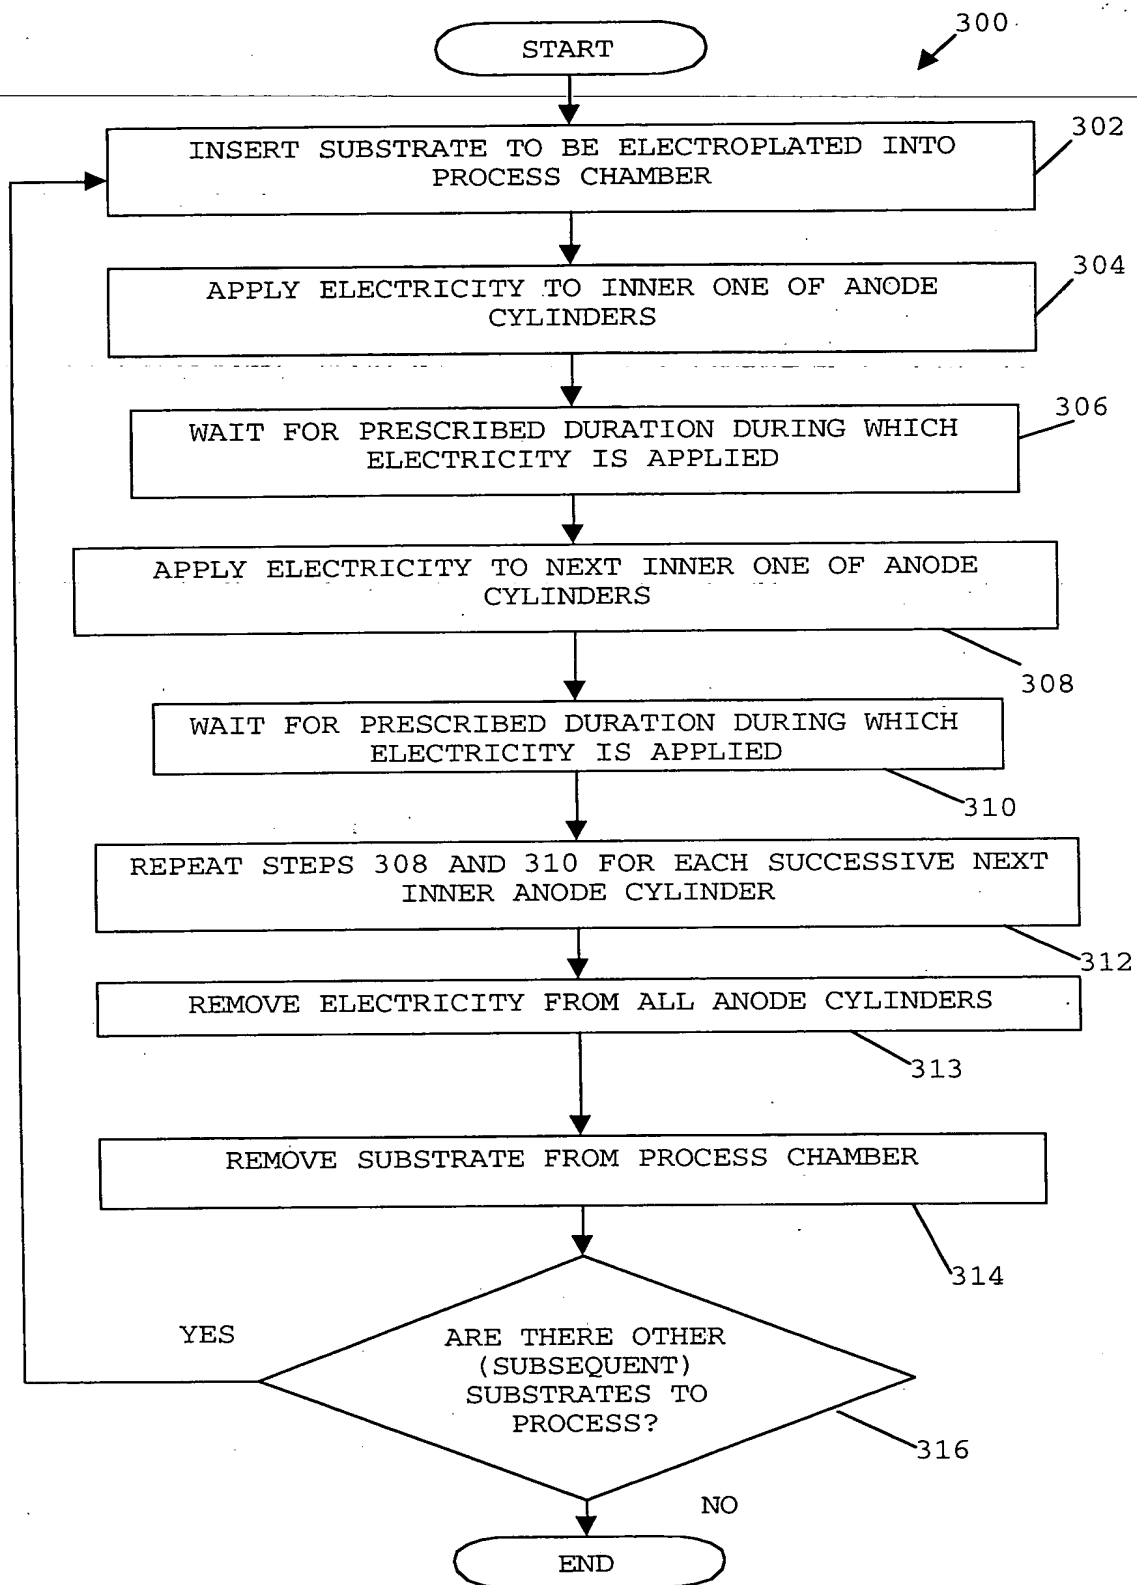 START
300
INSERT SUBSTRATE TO BE ELECTROPLATED INTO
PROCESS CHAMBER
302
APPLY ELECTRICITY TO INNER ONE OF ANODE
CYLINDERS
304
WAIT FOR PRESCRIBED DURATION DURING WHICH
ELECTRICITY IS APPLIED
306
APPLY ELECTRICITY TO NEXT INNER ONE OF ANODE
CYLINDERS
308
WAIT FOR PRESCRIBED DURATION DURING WHICH
ELECTRICITY IS APPLIED
310
REPEAT STEPS 308 AND 310 FOR EACH SUCCESSIVE NEXT
INNER ANODE CYLINDER
312
REMOVE ELECTRICITY FROM ALL ANODE CYLINDERS
313
REMOVE SUBSTRATE FROM PROCESS CHAMBER
314
YES
ARE THERE OTHER
(SUBSEQUENT)
SUBSTRATES TO
PROCESS?
316
NO
END